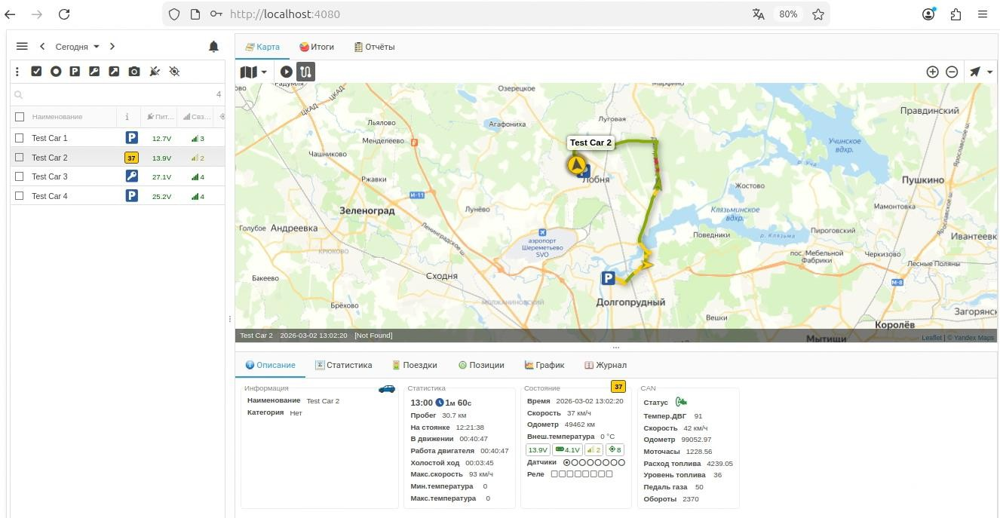 http://localhost:4080
80%
Сегодня
Карта
Итоги
Отчёты
4
Наименование
i
Пит...
Свз...
Test Car 1
P
12.7V
3
Test Car 2
37
13.9V
2
Test Car 3
27.1V
4
Test Car 4
P
25.2V
4
Озерецкое
ЦКАД
ЦКАД
Льялово
Агафониха
Луговая
Правдинский
Менделеево
Test Car 2
Учинское
вдхр.
Ярославское ш.
Чашниково
р. Уча
Лобня
Ржавки
Жостово
Пушкино
М-11
Зеленоград
Лунёво
Клязьминское
вдхр.
Мамонтовка
Голубое
Андреевка
Ленинградское ш.
Поведники
р. Клязьма
Пироговский
Ивантеевк
аэропорт
Шереметьево
SVO
КРЮКОВО
пос. Мебельной
Фабрики
Черкизово
Лесные Поляны
Сходня
Бакеево
P
М-8
МОЛЖАНИНОВСКИЙ
Долгопрудный
Брёхово
Вешки
Загорянск
Королёв
Мытищи
Test Car 2 2026-03-02 13:02:20 [Not Found]
Leaflet | © Yandex Maps
Описание
Статистика
Поездки
Позиции
График
Журнал
Информация
Наименование Test Car 2
Категория Нет
Статистика
13:00 1м 60с
Пробег 30.7 км
На стоянке 12:21:38
В движении 00:40:47
Работа двигателя 00:40:47
Холостой ход 00:03:45
Макс.скорость 93 км/ч
Мин.температура 0
Макс.температура 0
Состояние
37
Время 2026-03-02 13:02:20
Скорость 37 км/ч
Одометр 49462 км
Внеш.температура 0 °C
13.9V 4.1V 2 8
Датчики
Реле
CAN
Статус
Темпер.ДВГ 91
Скорость 42 км/ч
Одометр 99052.97
Моточасы 1228.56
Расход топлива 4239.05
Уровень топлива 36
Педаль газа 50
Обороты 2370